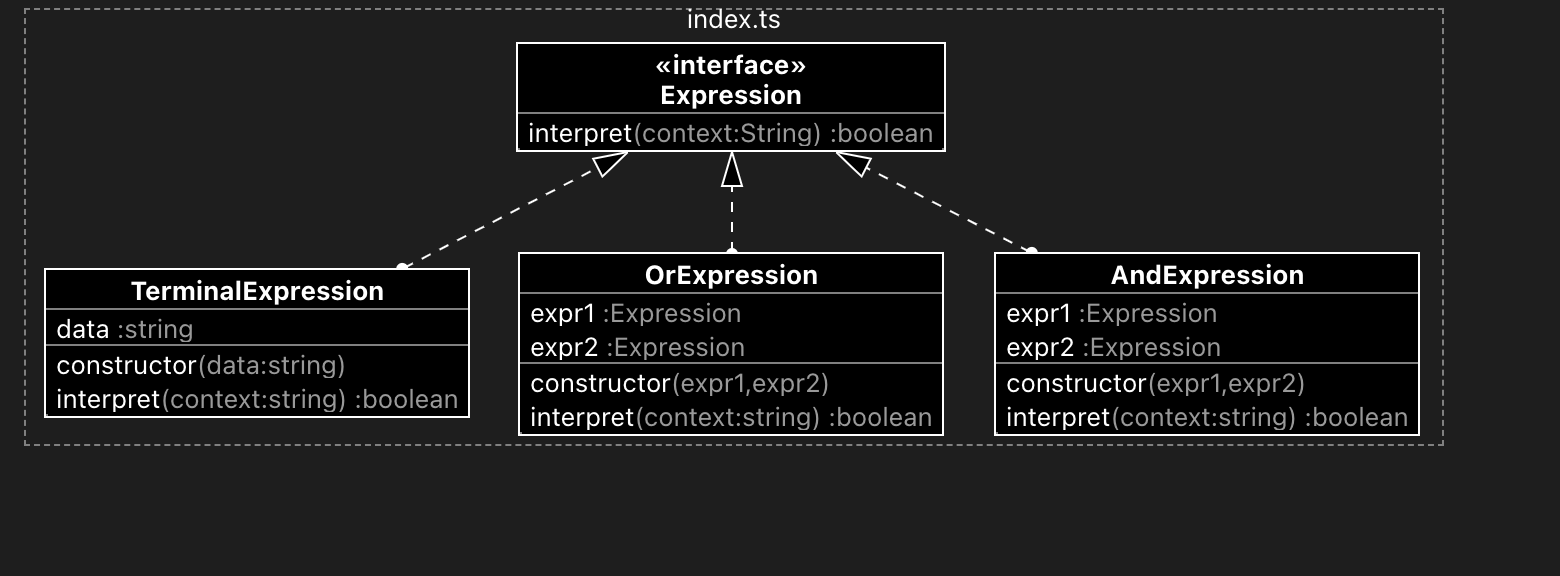 index.ts
«interface»
Expression
interpret(context:String) :boolean
TerminalExpression
data :string
constructor(data:string)
interpret(context:string) :boolean
OrExpression
expr1 :Expression
expr2 :Expression
constructor(expr1,expr2)
interpret(context:string) :boolean
AndExpression
expr1 :Expression
expr2 :Expression
constructor(expr1,expr2)
interpret(context:string) :boolean